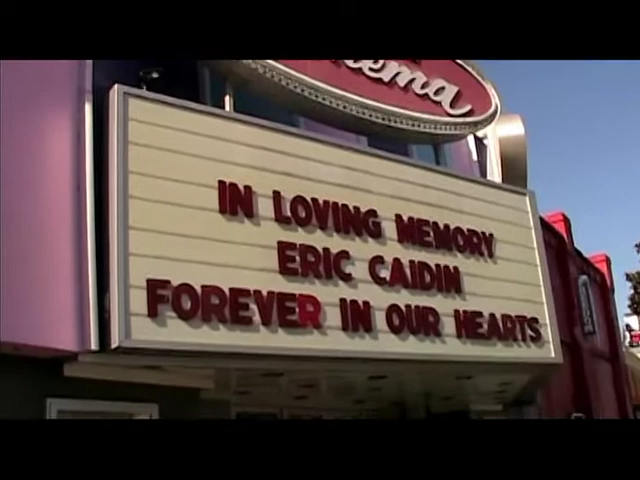 IN LOVING MEMORY
ERIC CAIDIN
FOREVER IN OUR HEARTS